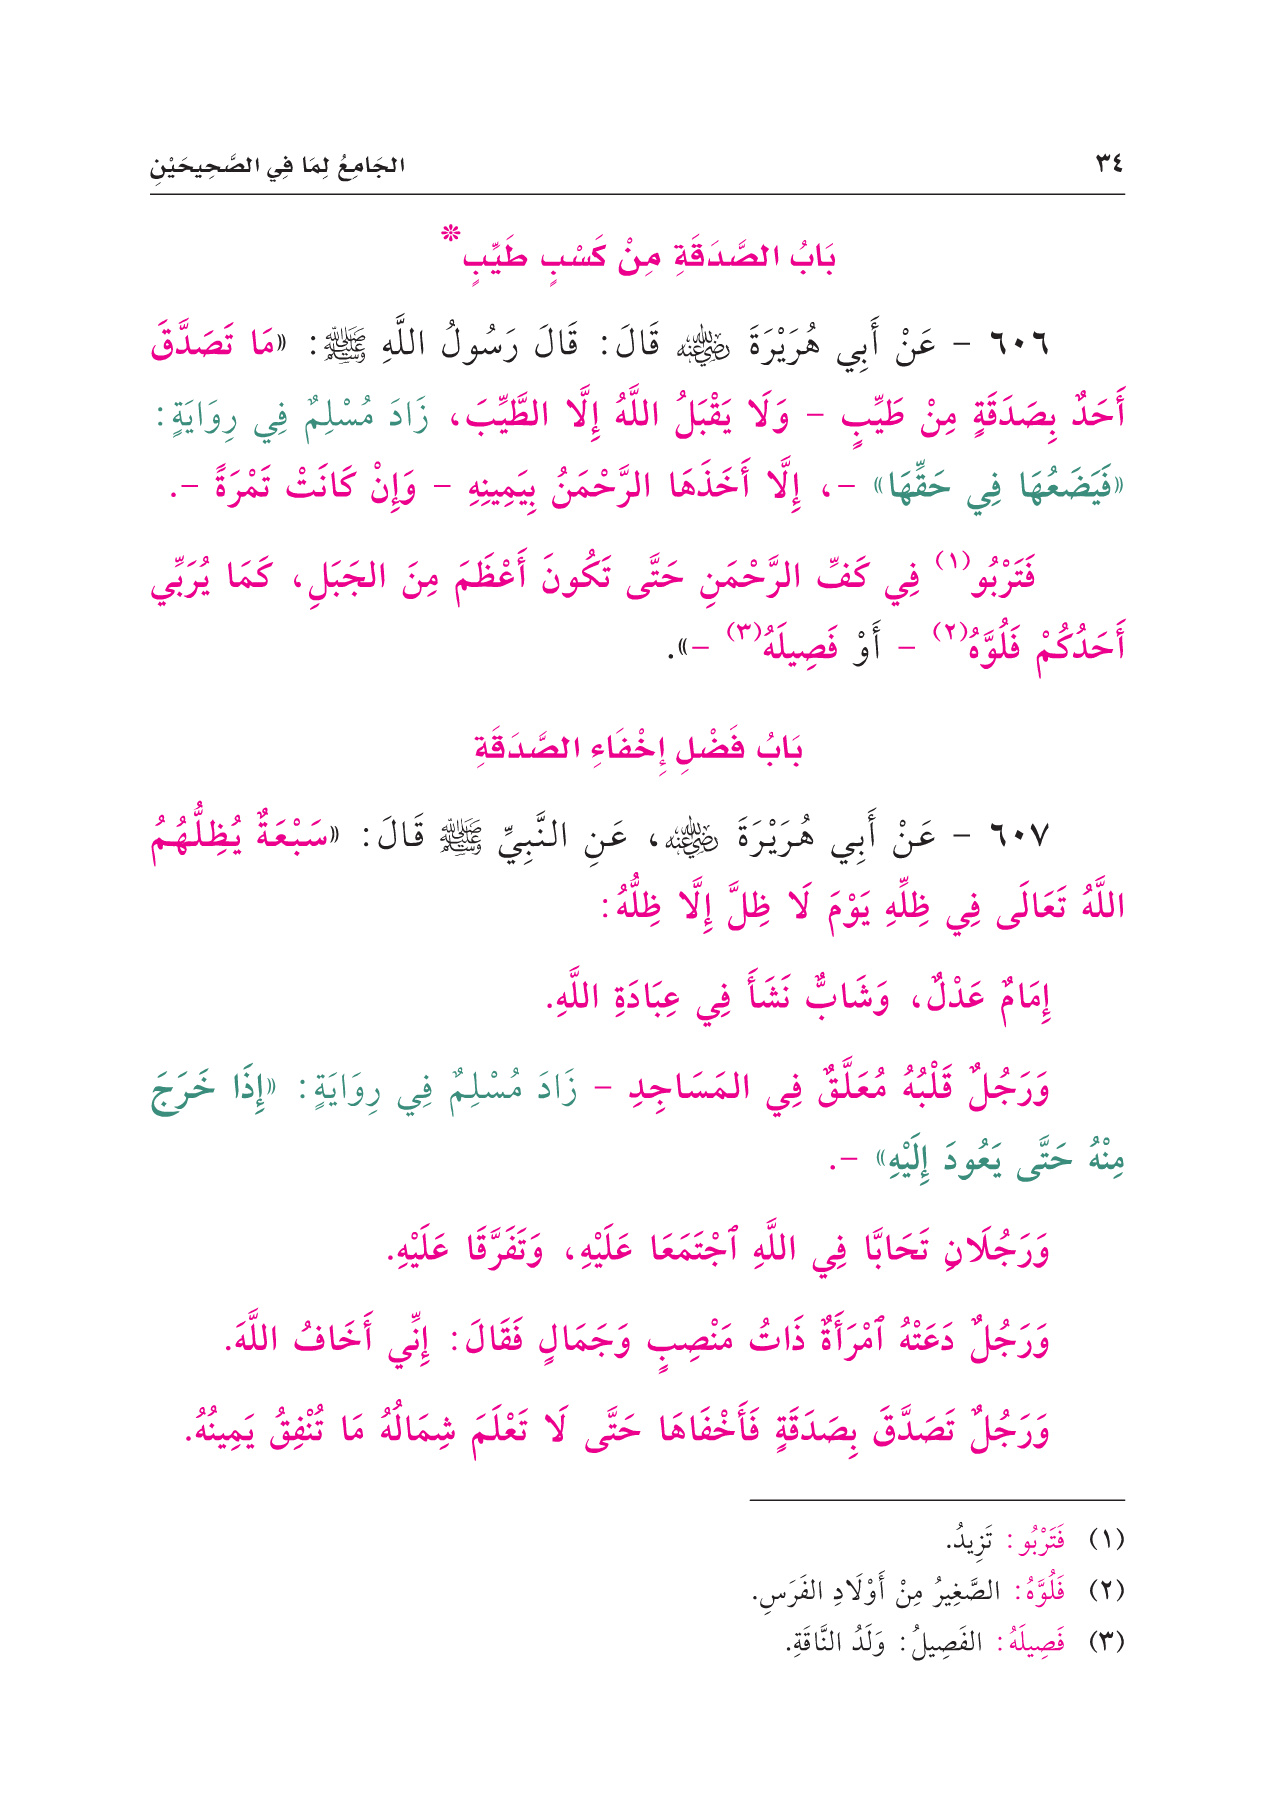 ٣٤ الجَامِعُ لِمَا فِي الصَّحِيحَيْنِ
بَابُ الصَّدَقَةِ مِنْ كَسْبٍ طَيِّبٍ*
٦٠٦ – عَنْ أَبِي هُرَيْرَةَ رضي الله عنه قَالَ: قَالَ رَسُولُ اللَّهِ ﷺ: «مَا تَصَدَّقَ
أَحَدٌ بِصَدَقَةٍ مِنْ طَيِّبٍ – وَلَا يَقْبَلُ اللَّهُ إِلَّا الطَّيِّبَ، زَادَ مُسْلِمٌ فِي رِوَايَةٍ:
«فَيَضَعُهَا فِي حَقِّهَا» –، إِلَّا أَخَذَهَا الرَّحْمَنُ بِيَمِينِهِ – وَإِنْ كَانَتْ تَمْرَةً –.
فَتَرْبُو(١) فِي كَفِّ الرَّحْمَنِ حَتَّى تَكُونَ أَعْظَمَ مِنَ الجَبَلِ، كَمَا يُرَبِّي
أَحَدُكُمْ فَلُوَّهُ(٢) – أَوْ فَصِيلَهُ(٣) –».
بَابُ فَضْلِ إِخْفَاءِ الصَّدَقَةِ
٦٠٧ – عَنْ أَبِي هُرَيْرَةَ رضي الله عنه، عَنِ النَّبِيِّ ﷺ قَالَ: «سَبْعَةٌ يُظِلُّهُمُ
اللَّهُ تَعَالَى فِي ظِلِّهِ يَوْمَ لَا ظِلَّ إِلَّا ظِلُّهُ:
إِمَامٌ عَدْلٌ، وَشَابٌّ نَشَأَ فِي عِبَادَةِ اللَّهِ.
وَرَجُلٌ قَلْبُهُ مُعَلَّقٌ فِي المَسَاجِدِ – زَادَ مُسْلِمٌ فِي رِوَايَةٍ: «إِذَا خَرَجَ
مِنْهُ حَتَّى يَعُودَ إِلَيْهِ» –.
وَرَجُلَانِ تَحَابَّا فِي اللَّهِ ٱجْتَمَعَا عَلَيْهِ، وَتَفَرَّقَا عَلَيْهِ.
وَرَجُلٌ دَعَتْهُ ٱمْرَأَةٌ ذَاتُ مَنْصِبٍ وَجَمَالٍ فَقَالَ: إِنِّي أَخَافُ اللَّهَ.
وَرَجُلٌ تَصَدَّقَ بِصَدَقَةٍ فَأَخْفَاهَا حَتَّى لَا تَعْلَمَ شِمَالُهُ مَا تُنْفِقُ يَمِينُهُ.
(١) فَتَرْبُو: تَزِيدُ.
(٢) فَلُوَّهُ: الصَّغِيرُ مِنْ أَوْلَادِ الفَرَسِ.
(٣) فَصِيلَهُ: الفَصِيلُ: وَلَدُ النَّاقَةِ.